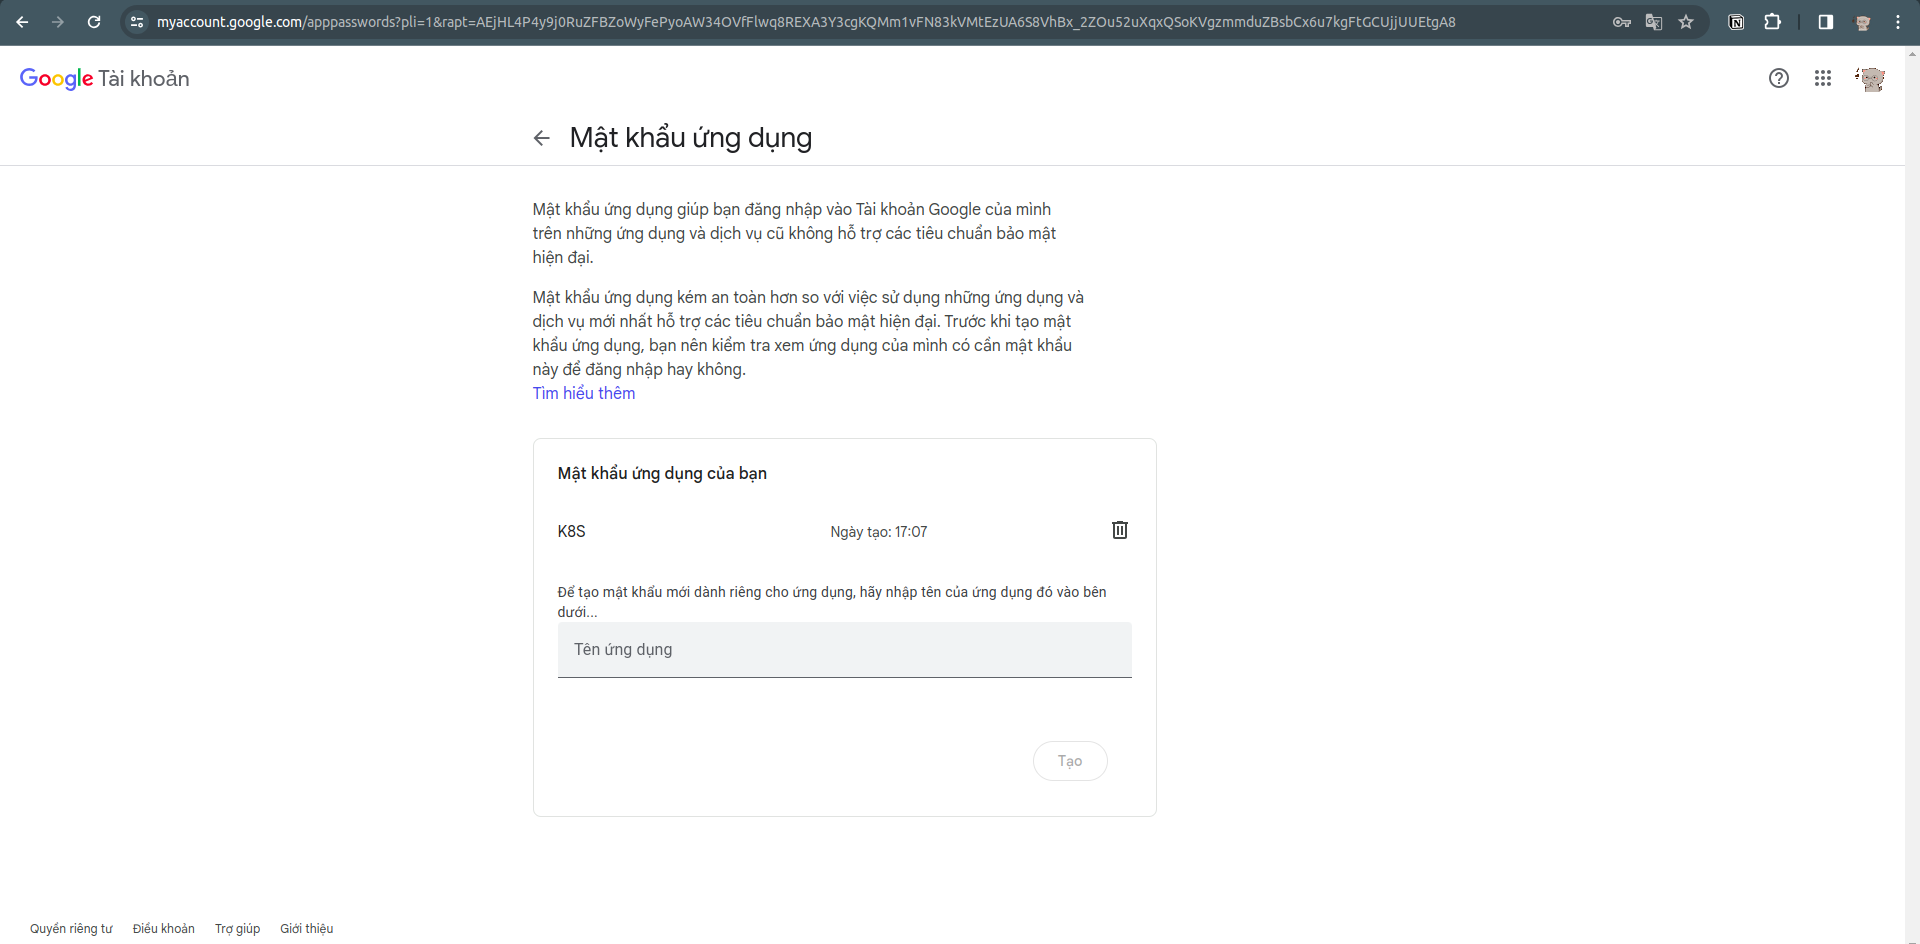 myaccount.google.com/apppasswords?pli=1&rapt=AEjHL4P4y9j0RuZFBZoWyFePyoAW34OVfFlwq8REXA3Y3cgKQMm1vFN83kVMtEzUA6S8VhBx_2ZOu52uXqxQSoKVgzmmduZBsbCx6u7kgFtGCUjjUUEtgA8
Google Tài khoản
Mật khẩu ứng dụng
Mật khẩu ứng dụng giúp bạn đăng nhập vào Tài khoản Google của mình
trên những ứng dụng và dịch vụ cũ không hỗ trợ các tiêu chuẩn bảo mật
hiện đại.
Mật khẩu ứng dụng kém an toàn hơn so với việc sử dụng những ứng dụng và
dịch vụ mới nhất hỗ trợ các tiêu chuẩn bảo mật hiện đại. Trước khi tạo mật
khẩu ứng dụng, bạn nên kiểm tra xem ứng dụng của mình có cần mật khẩu
này để đăng nhập hay không.
Tìm hiểu thêm
Mật khẩu ứng dụng của bạn
K8S Ngày tạo: 17:07
Để tạo mật khẩu mới dành riêng cho ứng dụng, hãy nhập tên của ứng dụng đó vào bên
dưới...
Tên ứng dụng
Tạo
Quyền riêng tư Điều khoản Trợ giúp Giới thiệu